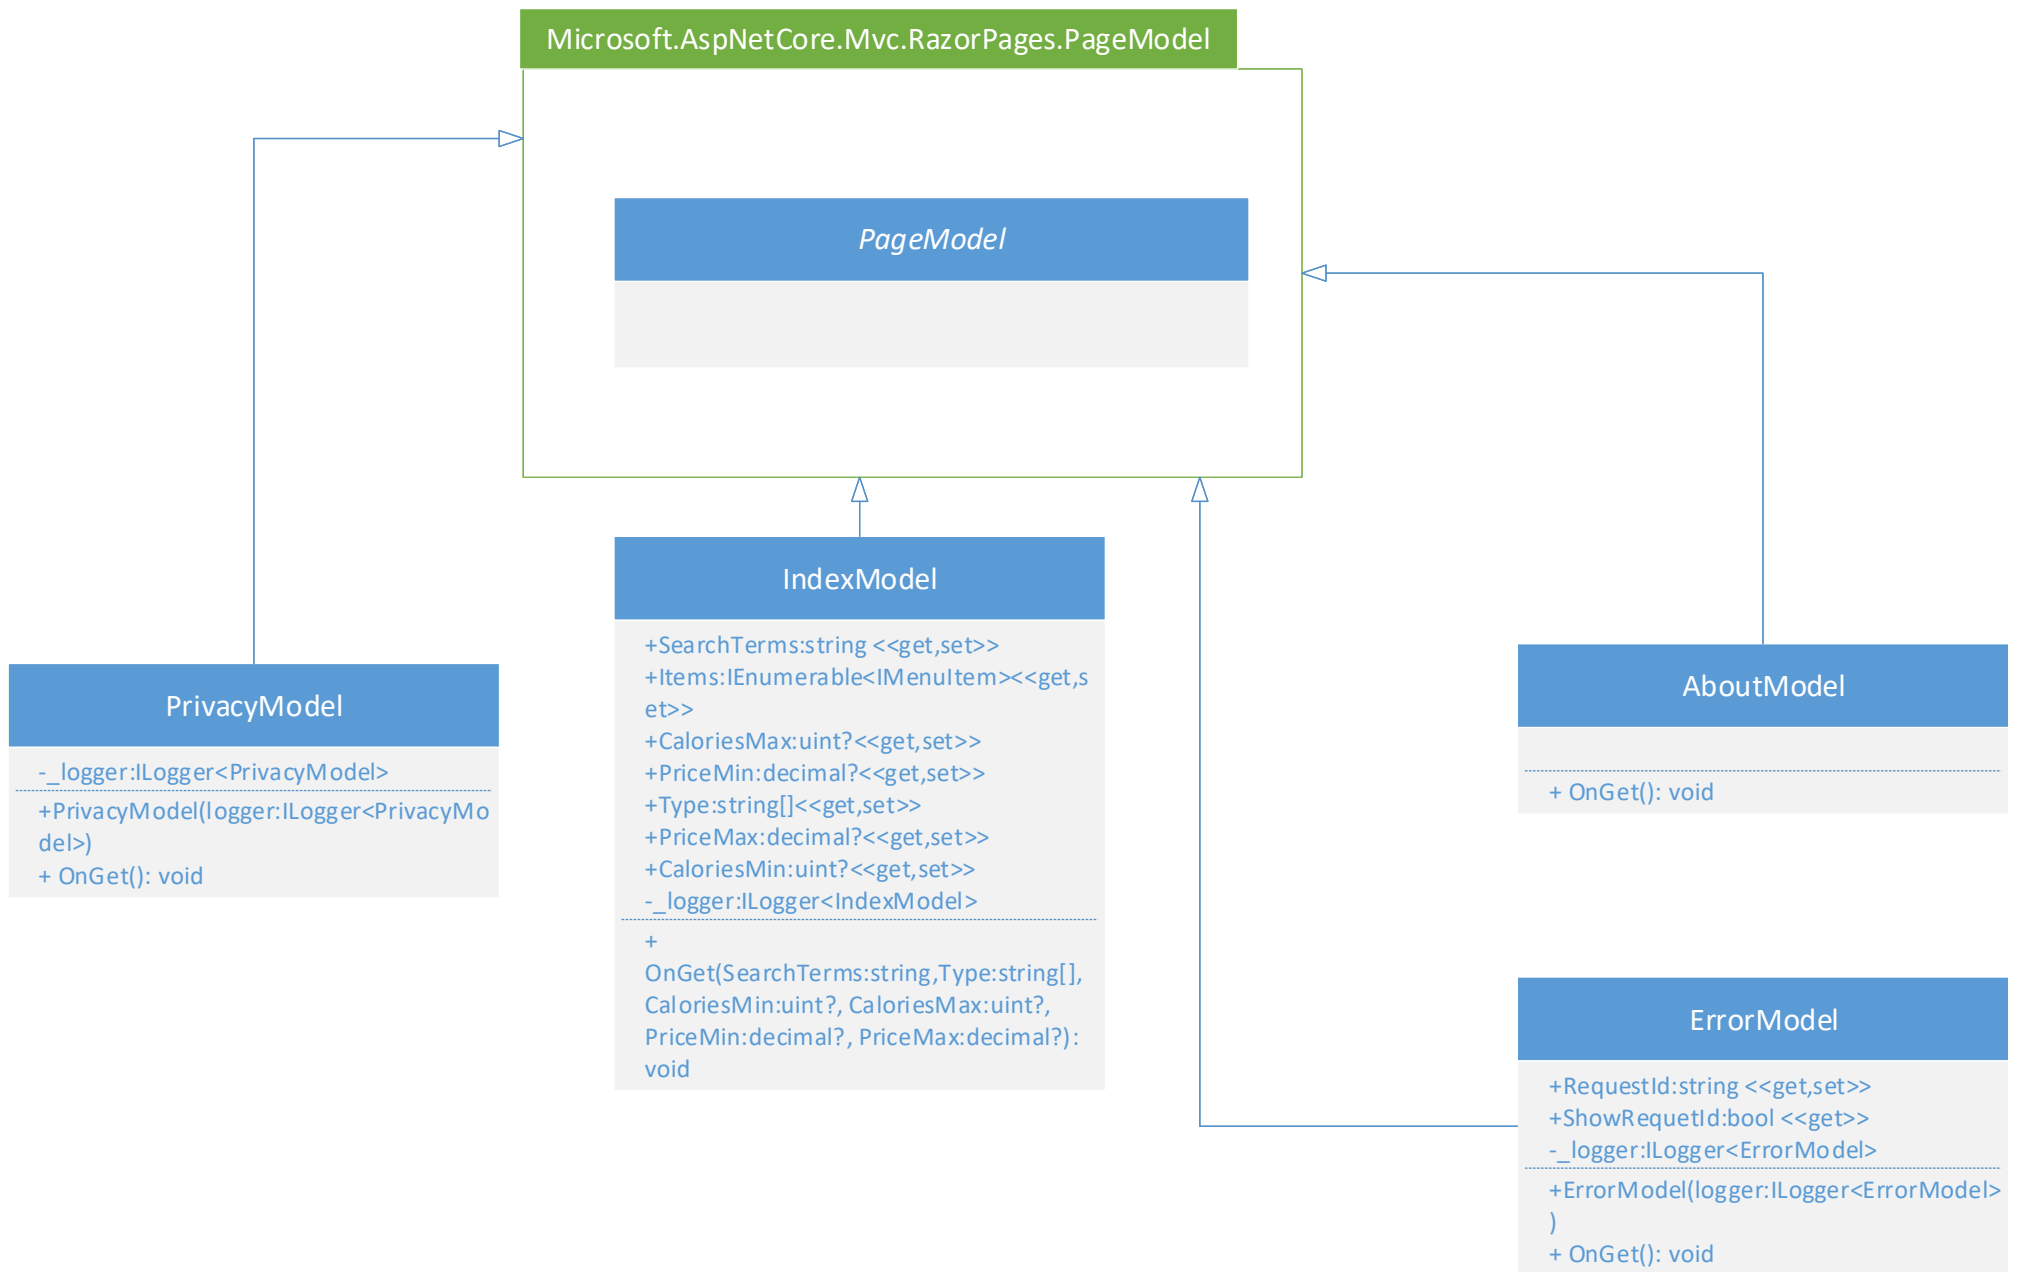 Microsoft.AspNetCore.Mvc.RazorPages.PageModel
PageModel
IndexModel
+SearchTerms:string <<get,set>>
+Items:IEnumerable<IMenuItem><<get,s
et>>
+CaloriesMax:uint?<<get,set>>
+PriceMin:decimal?<<get,set>>
+Type:string[]<<get,set>>
+PriceMax:decimal?<<get,set>>
+CaloriesMin:uint?<<get,set>>
-_logger:ILogger<IndexModel>
+
OnGet(SearchTerms:string,Type:string[],
CaloriesMin:uint?, CaloriesMax:uint?,
PriceMin:decimal?, PriceMax:decimal?):
void
PrivacyModel
-_logger:ILogger<PrivacyModel>
+PrivacyModel(logger:ILogger<PrivacyMo
del>)
+ OnGet(): void
AboutModel
+ OnGet(): void
ErrorModel
+RequestId:string <<get,set>>
+ShowRequetId:bool <<get>>
-_logger:ILogger<ErrorModel>
+ErrorModel(logger:ILogger<ErrorModel>
)
+ OnGet(): void